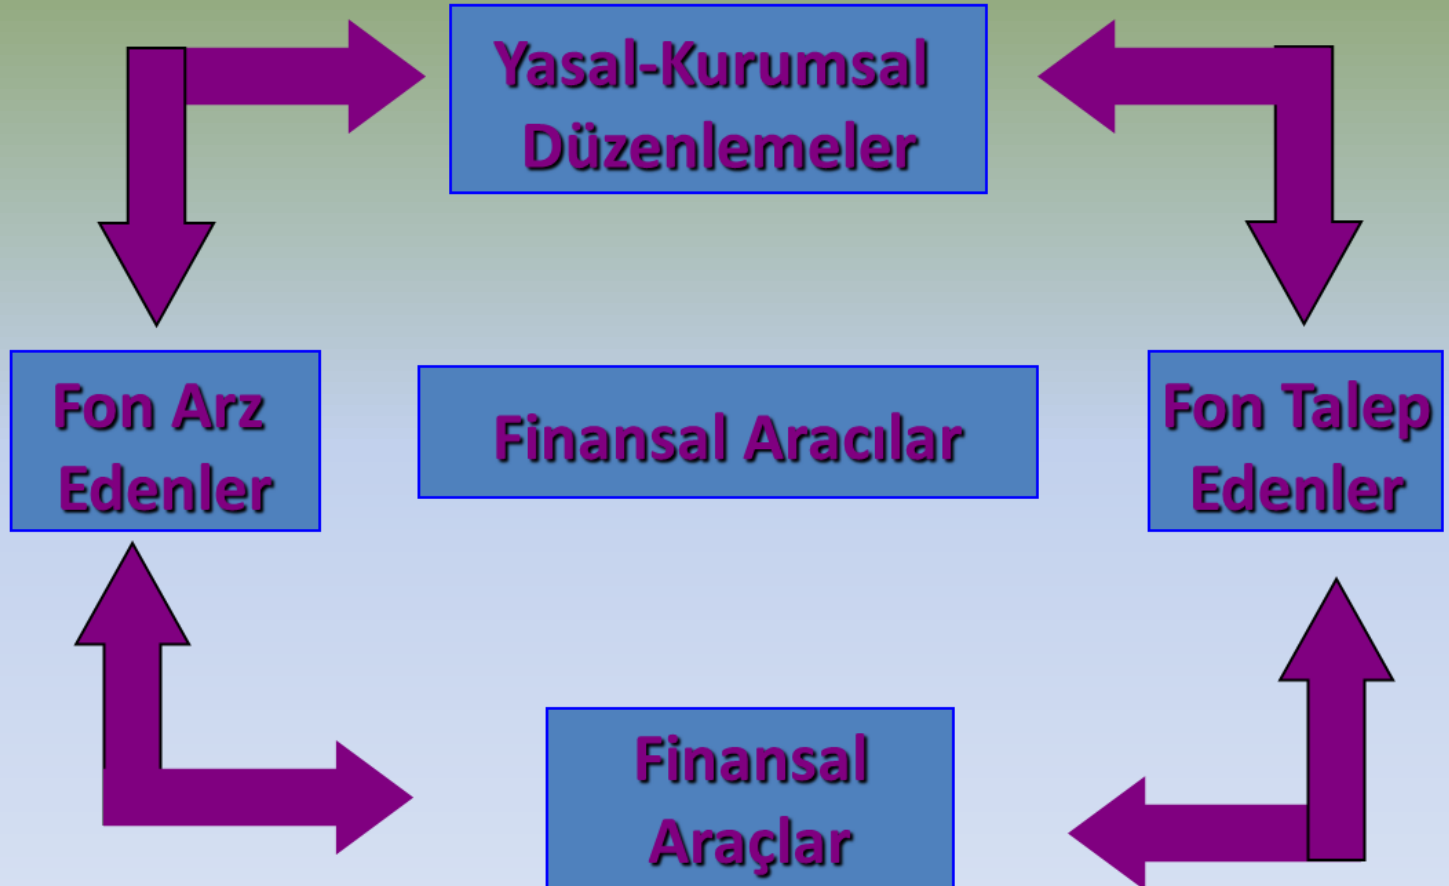 Yasal-Kurumsal
Düzenlemeler
Fon Arz
Edenler
Finansal Aracılar
Fon Talep
Edenler
Finansal
Araçlar